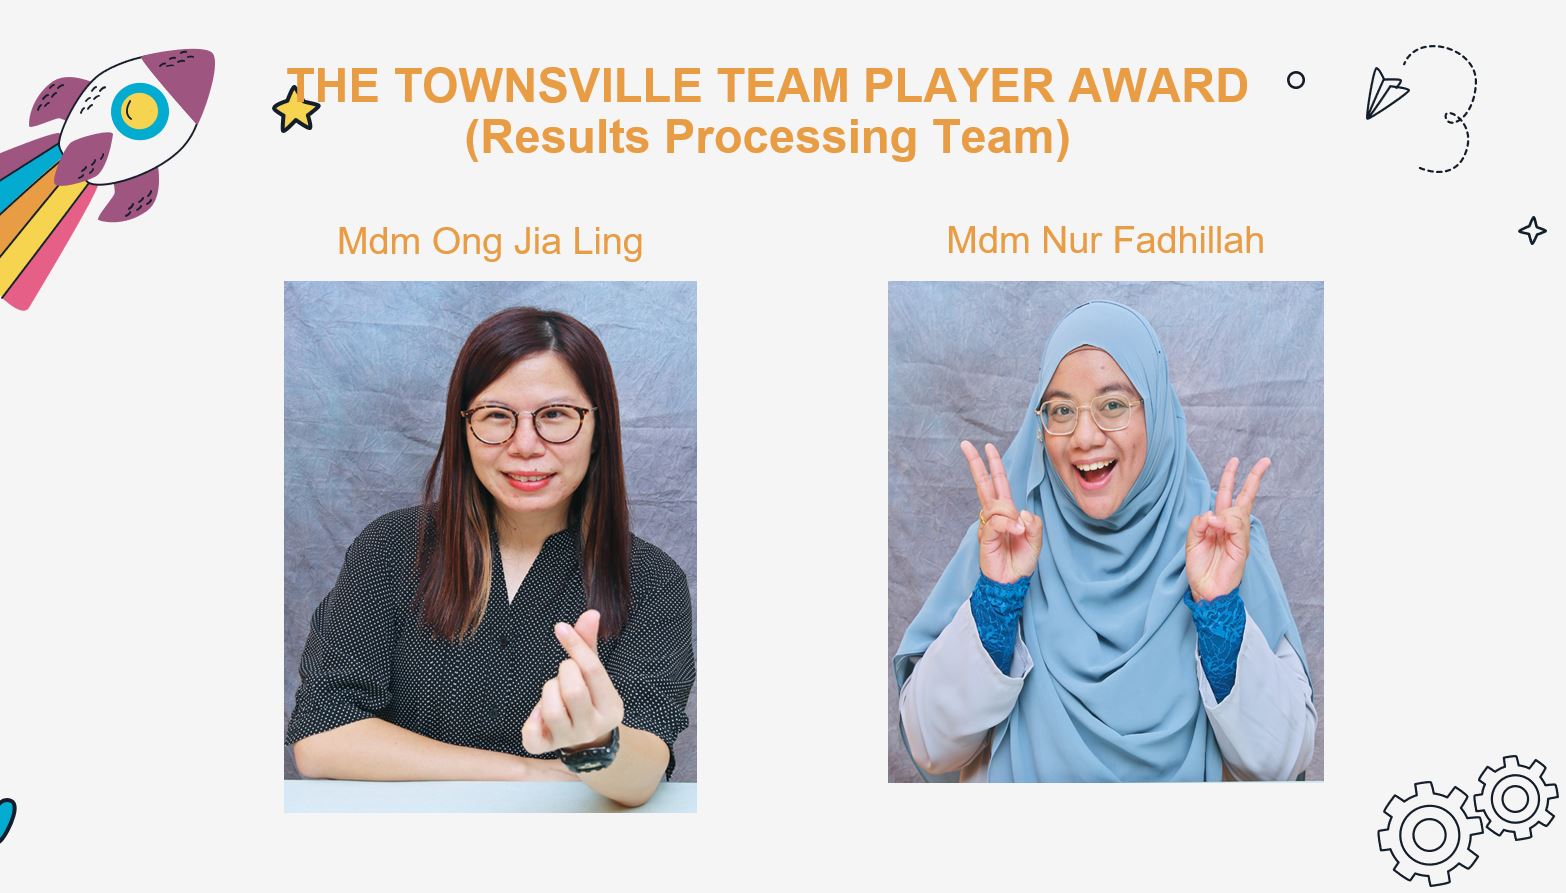 THE TOWNSVILLE TEAM PLAYER AWARD
(Results Processing Team)
Mdm Ong Jia Ling
Mdm Nur Fadhillah